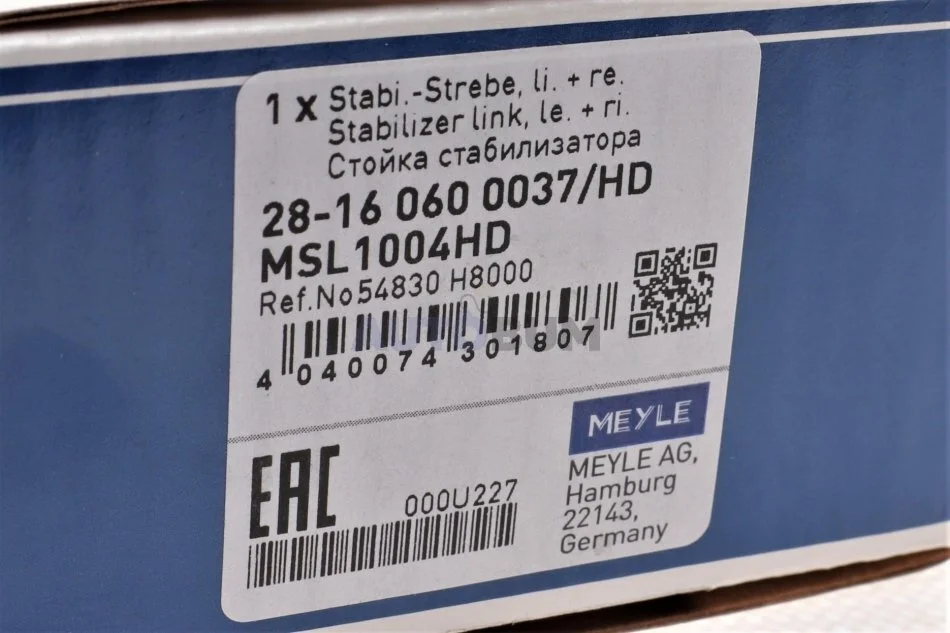 1 x Stabi.-Strebe, li. + re.
Stabilizer link, le. + ri.
Стойка стабилизатора
28-16 060 0037/HD
MSL1004HD
Ref.No54830 H8000
AUTOBUM
4 040074 301807
EAC
000U227
MEYLE
MEYLE AG,
Hamburg
22143,
Germany